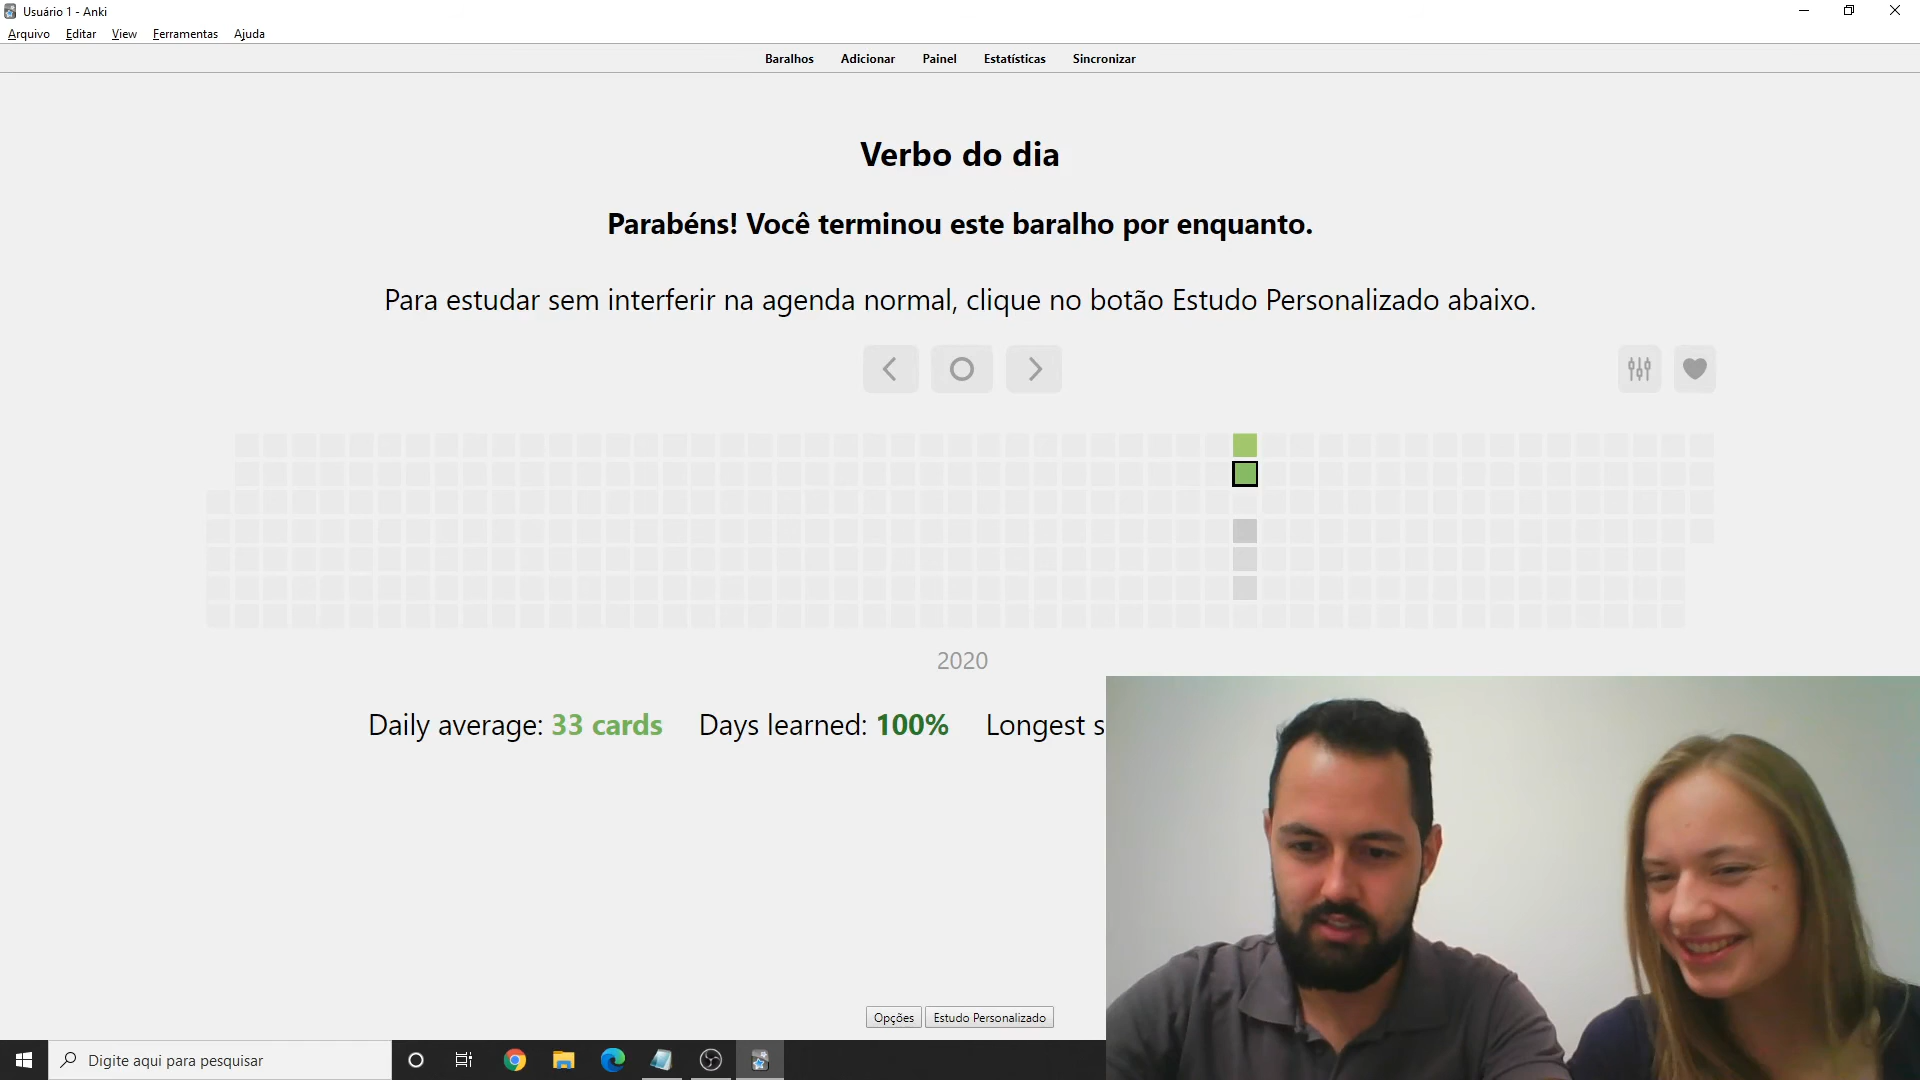 Usuário 1 - Anki
Arquivo Editar View Ferramentas Ajuda
Baralhos Adicionar Painel Estatísticas Sincronizar
Verbo do dia
Parabéns! Você terminou este baralho por enquanto.
Para estudar sem interferir na agenda normal, clique no botão Estudo Personalizado abaixo.
2020
Daily average: 33 cards Days learned: 100% Longest s
Opções Estudo Personalizado
Digite aqui para pesquisar